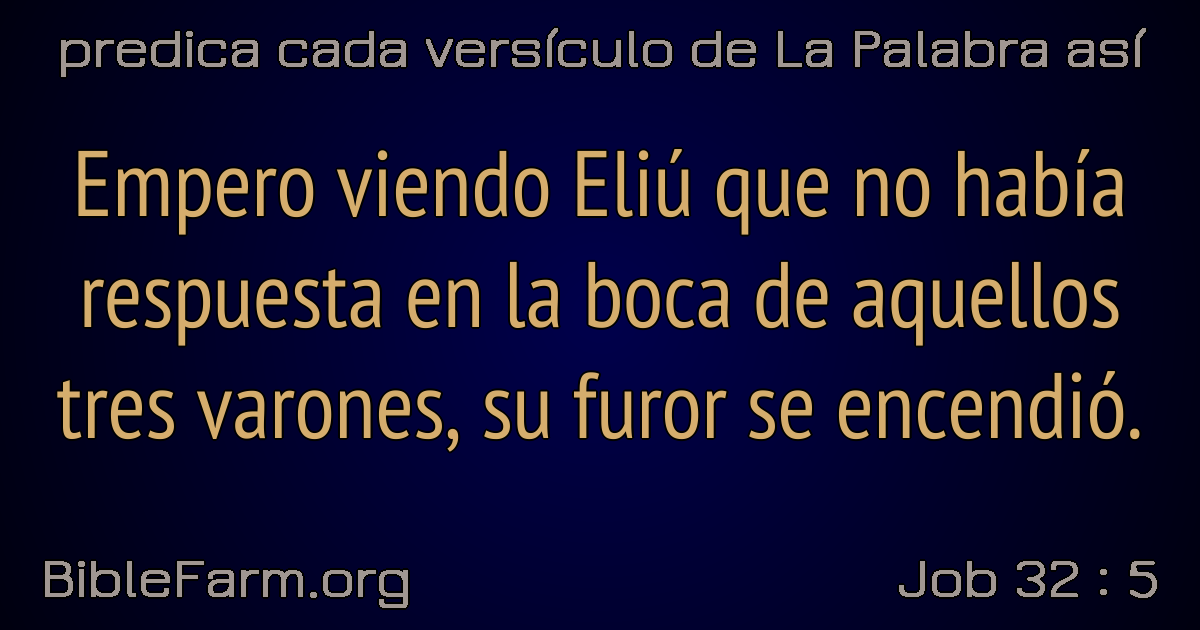 predica cada versículo de La Palabra así
Empero viendo Eliú que no había
respuesta en la boca de aquellos
tres varones, su furor se encendió.
BibleFarm.org
Job 32 : 5